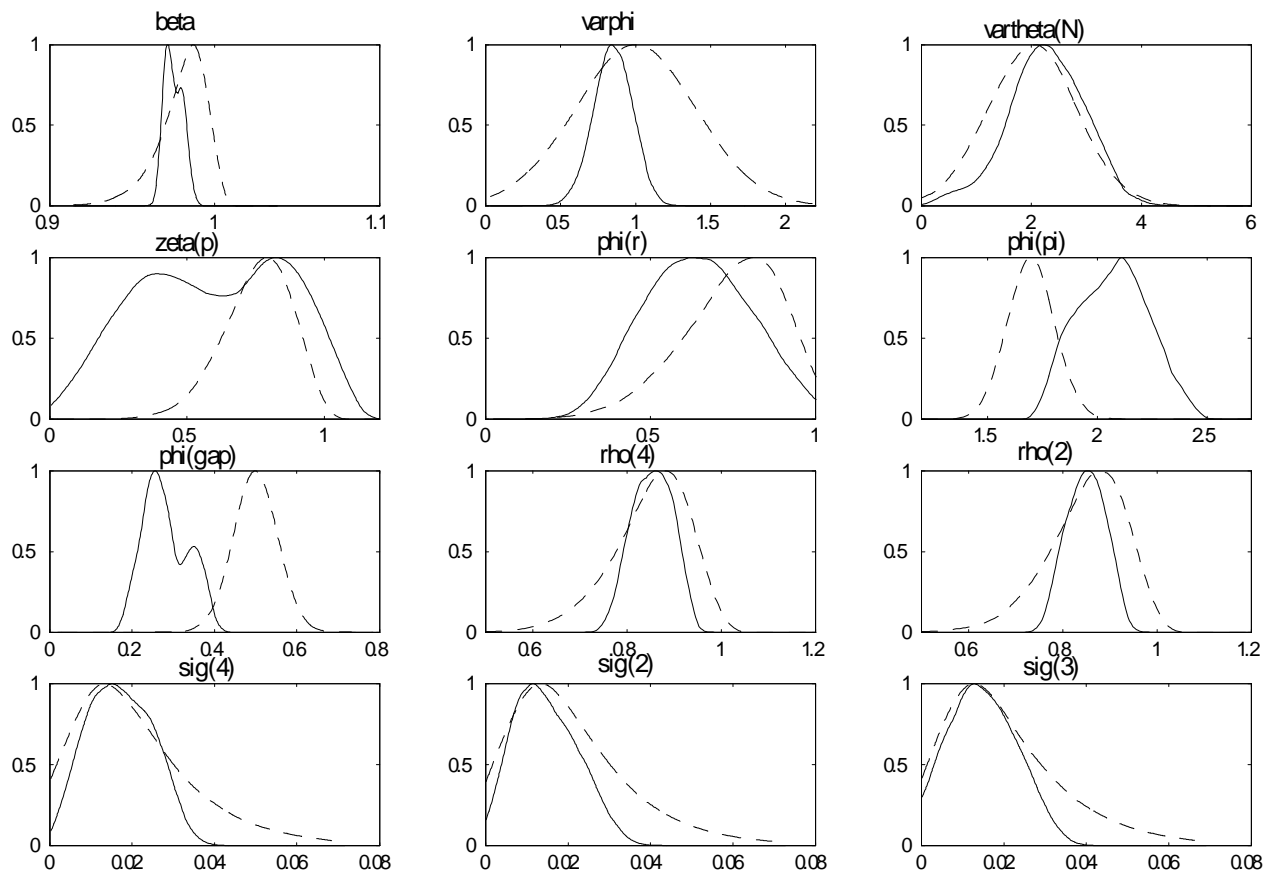 beta varphi vartheta(N)
1 1 1
0.5 0.5 0.5
0 0 0
0.9 1 1.1 0 0.5 1 1.5 2 0 2 4 6
zeta(p) phi(r) phi(pi)
1 1 1
0.5 0.5 0.5
0 0 0
0 0.5 1 0 0.5 1 1.5 2 2.5
phi(gap) rho(4) rho(2)
1 1 1
0.5 0.5 0.5
0 0 0
0 0.2 0.4 0.6 0.8 0.6 0.8 1 1.2 0.6 0.8 1 1.2
sig(4) sig(2) sig(3)
1 1 1
0.5 0.5 0.5
0 0 0
0 0.02 0.04 0.06 0.08 0 0.02 0.04 0.06 0.08 0 0.02 0.04 0.06 0.08